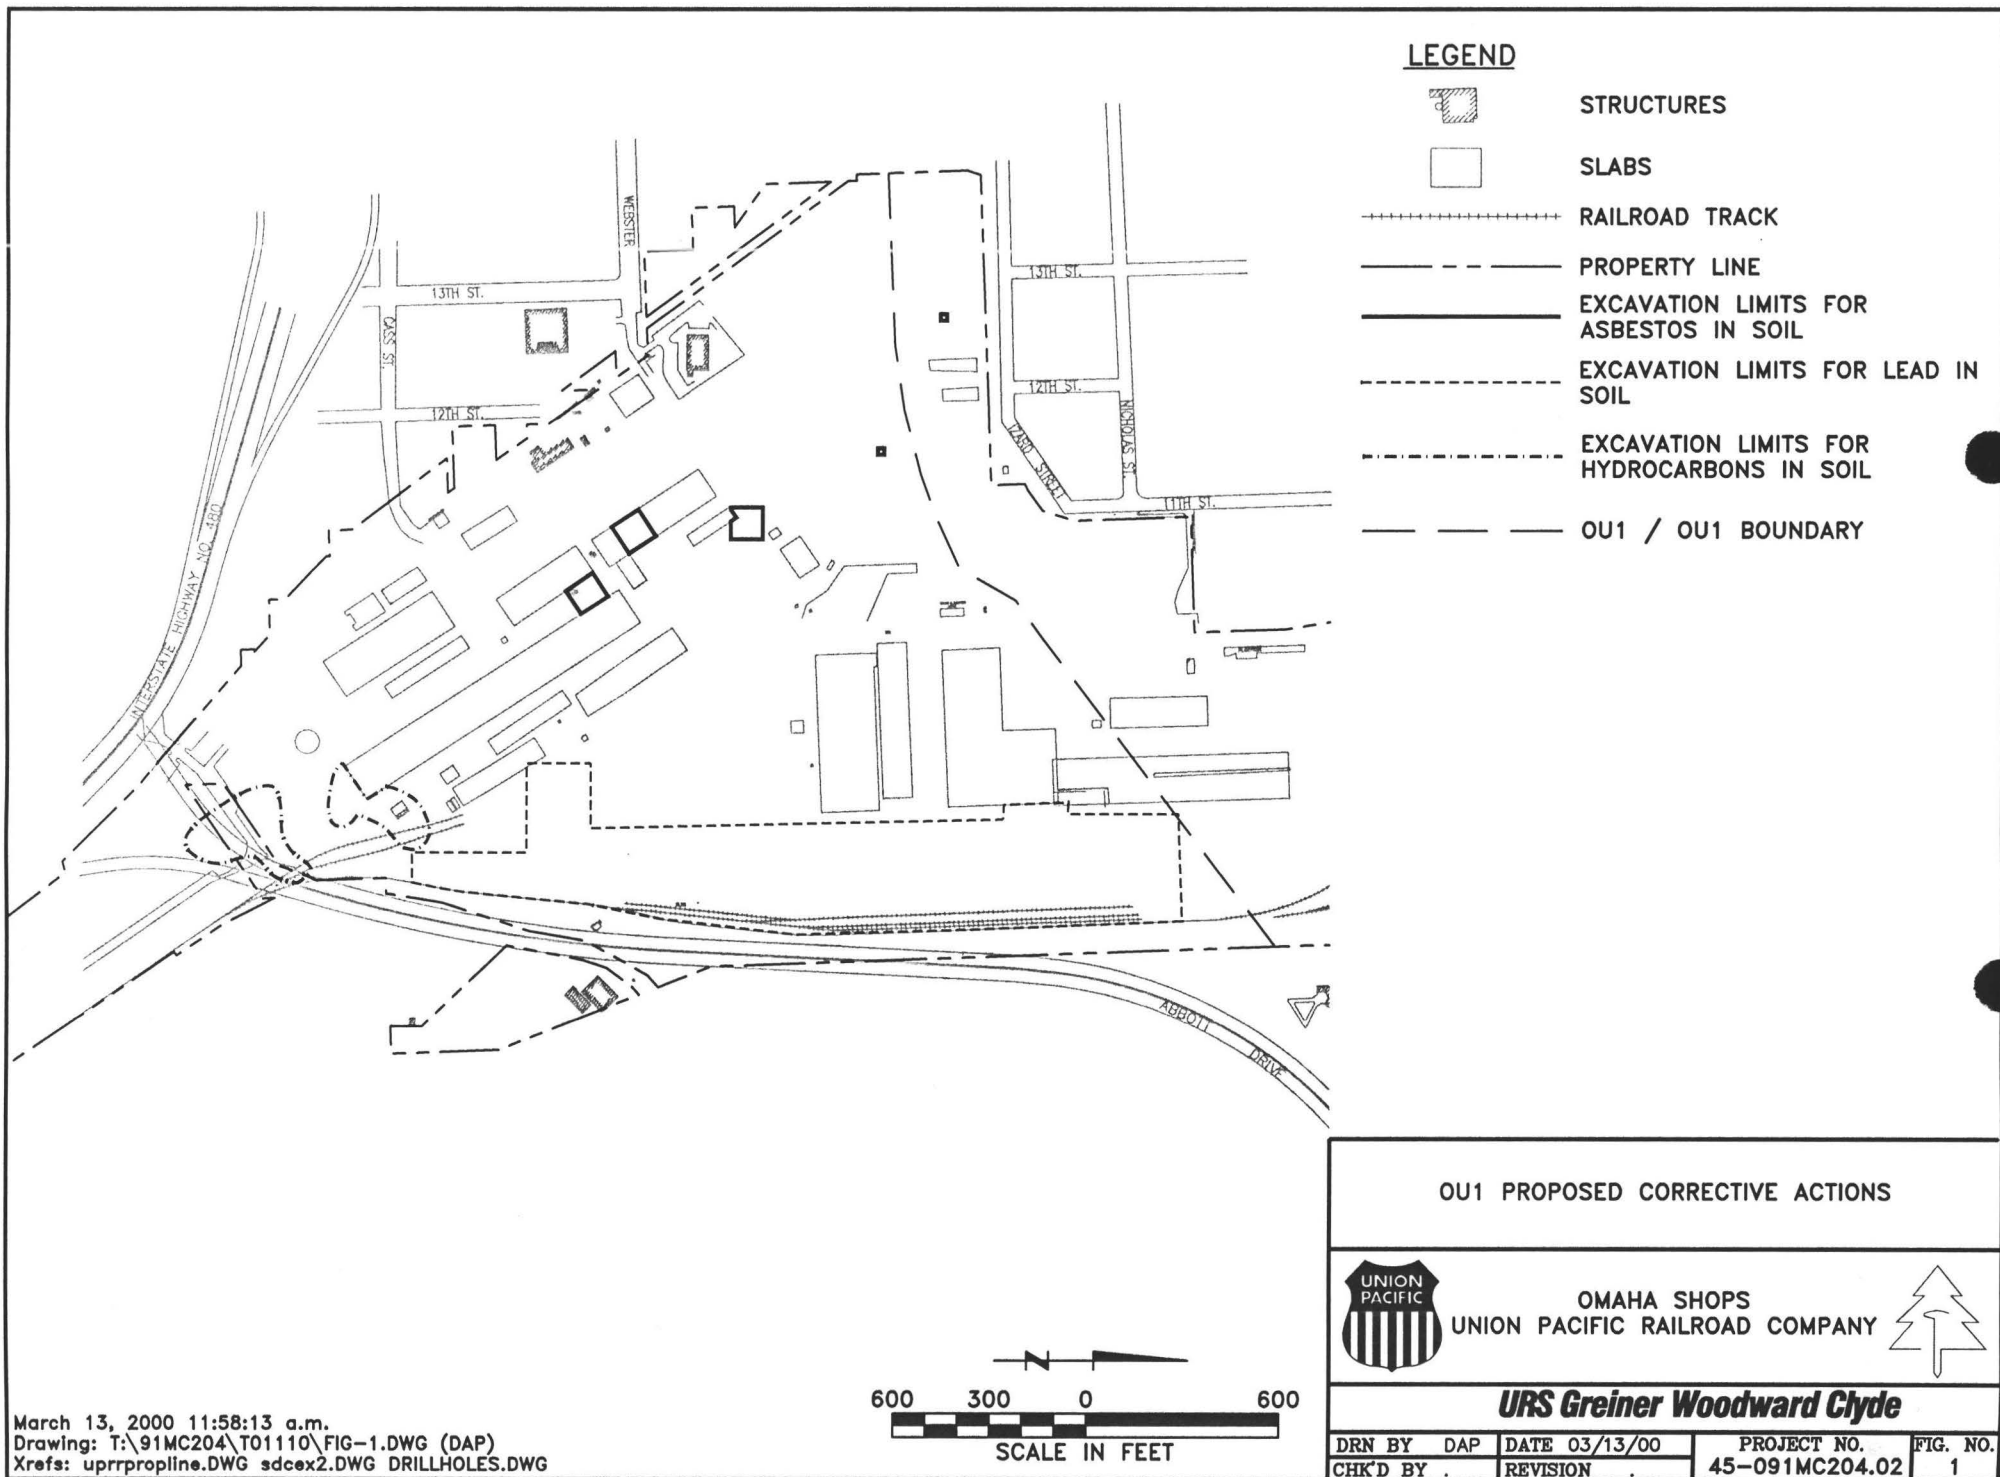 LEGEND
STRUCTURES
SLABS
RAILROAD TRACK
PROPERTY LINE
EXCAVATION LIMITS FOR
ASBESTOS IN SOIL
EXCAVATION LIMITS FOR LEAD IN
SOIL
EXCAVATION LIMITS FOR
HYDROCARBONS IN SOIL
OU1 / OU1 BOUNDARY
WEBSTER
13TH ST.
CASS ST.
12TH ST.
13TH ST.
12TH ST.
IZARD STREET
NICHOLAS ST.
11TH ST.
INTERSTATE HIGHWAY NO. 480
ABBOTT
DRIVE
N
600 300 0 600
SCALE IN FEET
March 13, 2000 11:58:13 a.m.
Drawing: T:\91MC204\T01110\FIG-1.DWG (DAP)
Xrefs: uprrpropline.DWG sdcex2.DWG DRILLHOLES.DWG
OU1 PROPOSED CORRECTIVE ACTIONS
UNION
PACIFIC
OMAHA SHOPS
UNION PACIFIC RAILROAD COMPANY
URS Greiner Woodward Clyde
DRN BY DAP DATE 03/13/00 PROJECT NO. FIG. NO.
CHK'D BY . REVISION . 45-091MC204.02 1